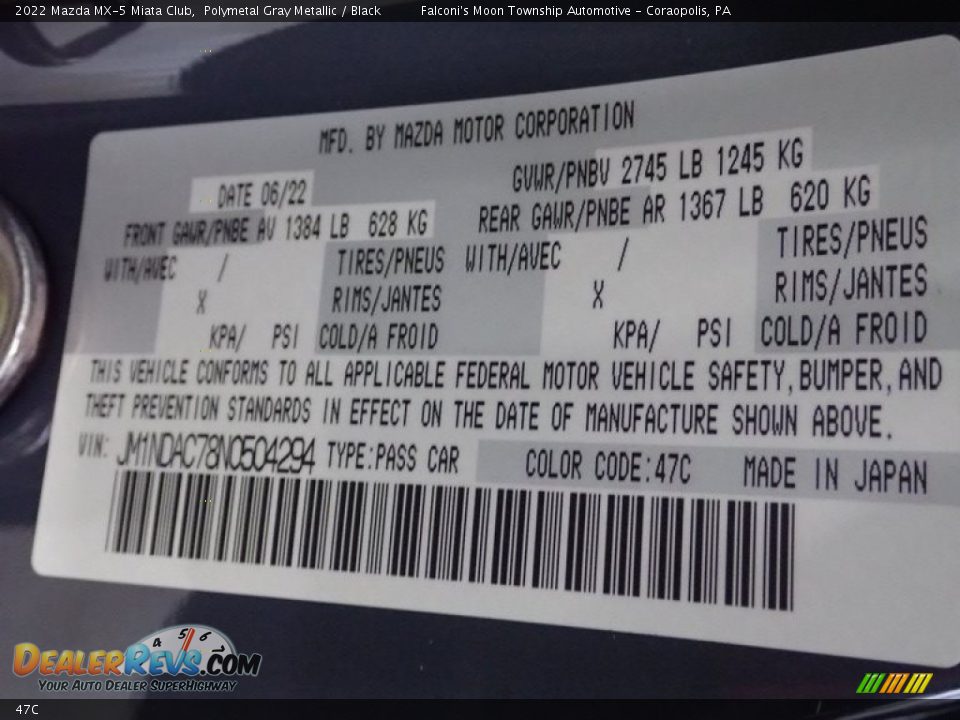 2022 Mazda MX-5 Miata Club, Polymetal Gray Metallic / Black Falconi's Moon Township Automotive - Coraopolis, PA
MFD. BY MAZDA MOTOR CORPORATION
DATE 06/22 GVWR/PNBV 2745 LB 1245 KG
FRONT GAWR/PNBE AV 1384 LB 628 KG REAR GAWR/PNBE AR 1367 LB 620 KG
WITH/AVEC / TIRES/PNEUS WITH/AVEC / TIRES/PNEUS
X RIMS/JANTES X RIMS/JANTES
KPA/ PSI COLD/A FROID KPA/ PSI COLD/A FROID
THIS VEHICLE CONFORMS TO ALL APPLICABLE FEDERAL MOTOR VEHICLE SAFETY, BUMPER, AND
THEFT PREVENTION STANDARDS IN EFFECT ON THE DATE OF MANUFACTURE SHOWN ABOVE.
VIN: JM1NDAC78N0504294 TYPE:PASS CAR COLOR CODE:47C MADE IN JAPAN
4 5 6
DealerRevs.com
Your Auto Dealer SuperHighway
47C